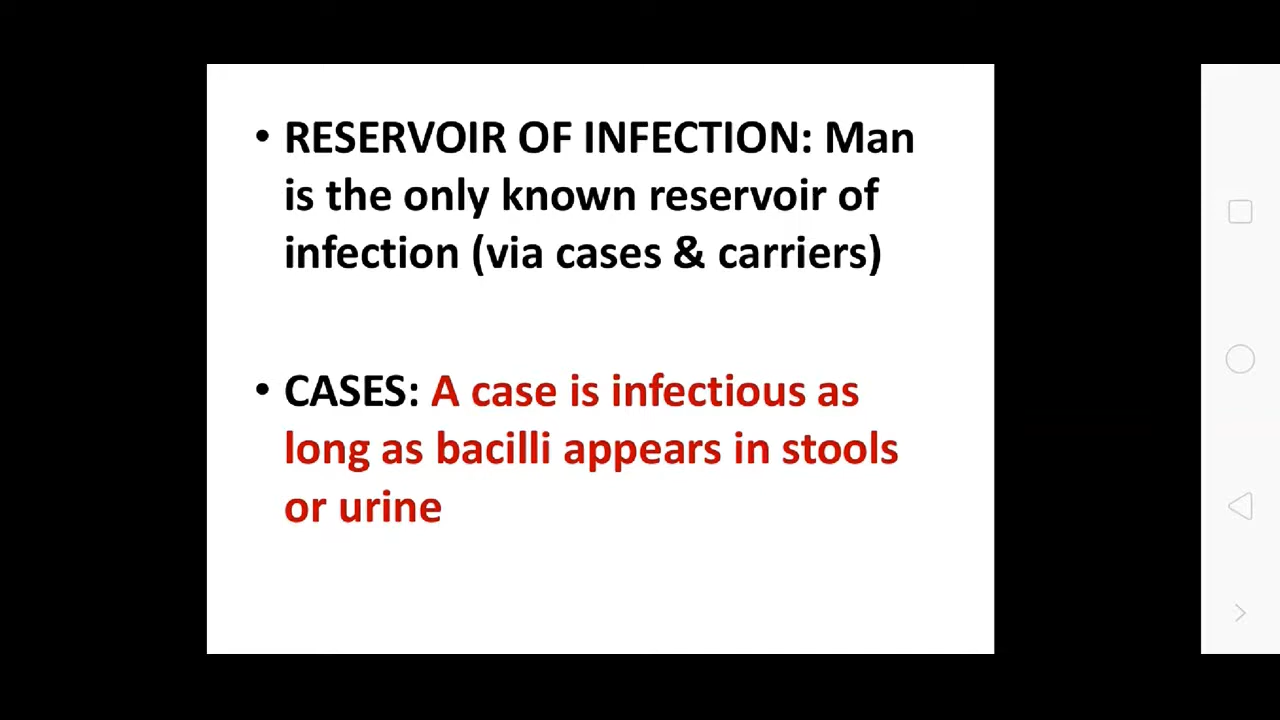 • RESERVOIR OF INFECTION: Man
is the only known reservoir of
infection (via cases & carriers)
• CASES: A case is infectious as
long as bacilli appears in stools
or urine